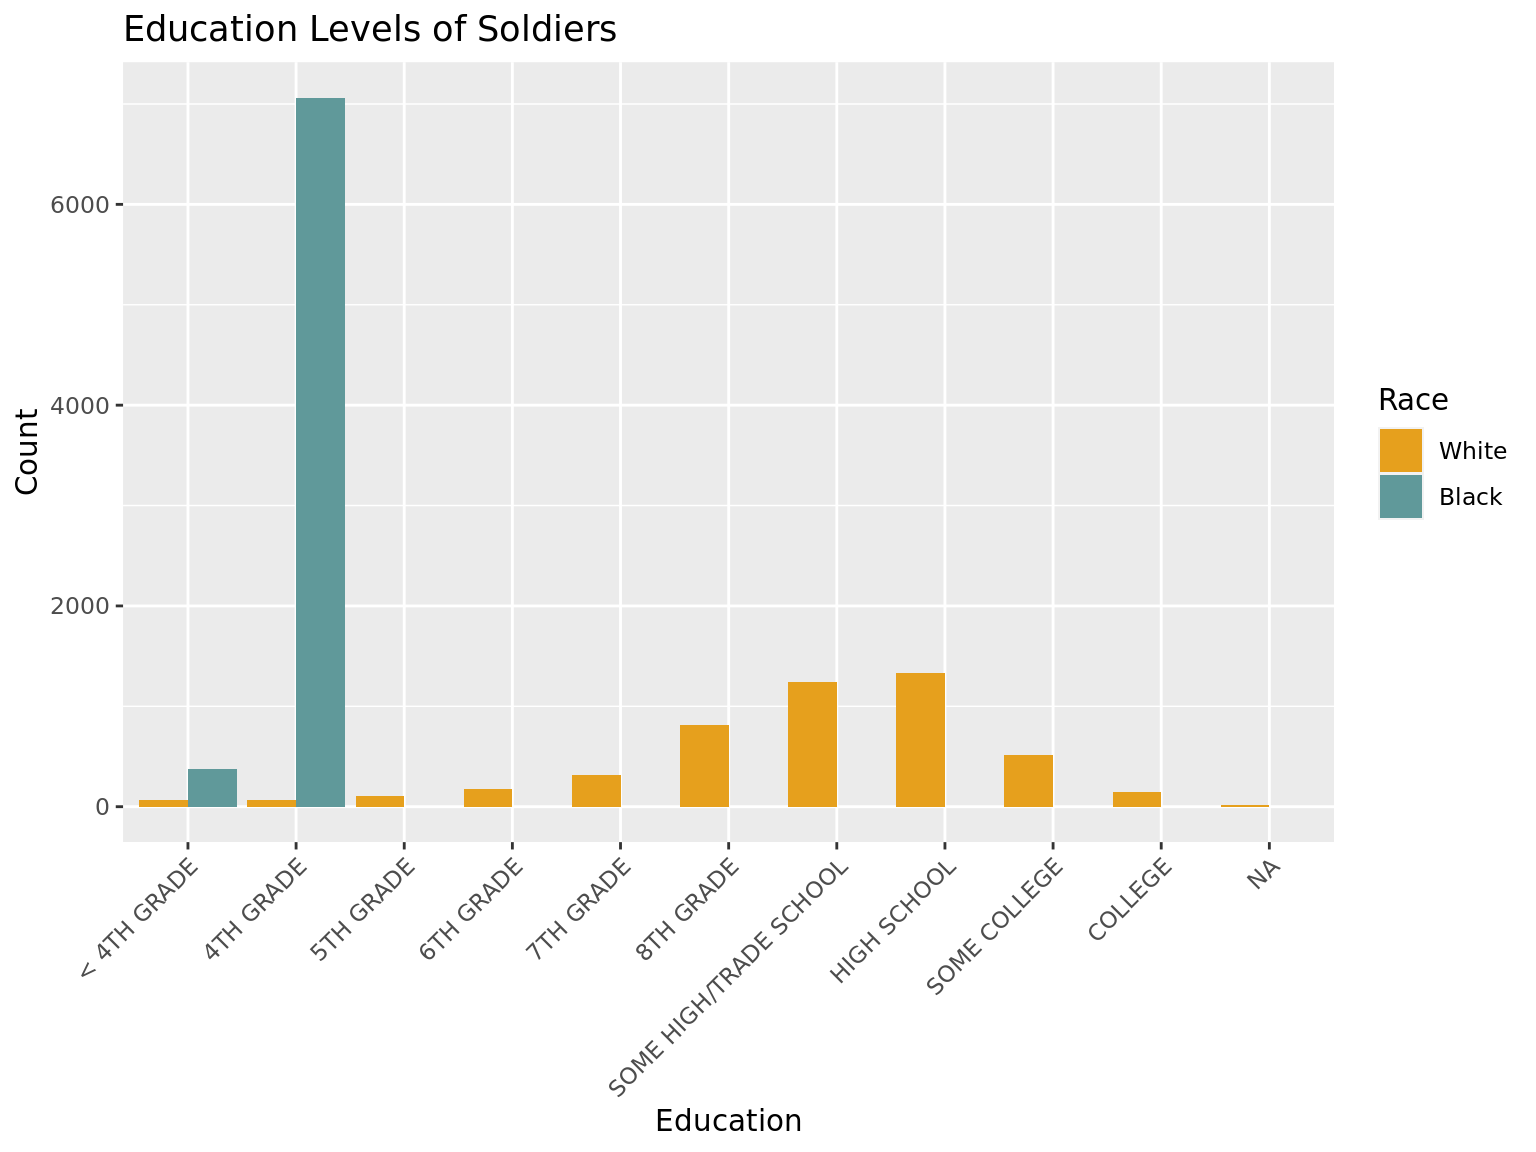 Education Levels of Soldiers
Count
6000
4000
2000
0
< 4TH GRADE
4TH GRADE
5TH GRADE
6TH GRADE
7TH GRADE
8TH GRADE
SOME HIGH/TRADE SCHOOL
HIGH SCHOOL
SOME COLLEGE
COLLEGE
NA
Education
Race
White
Black